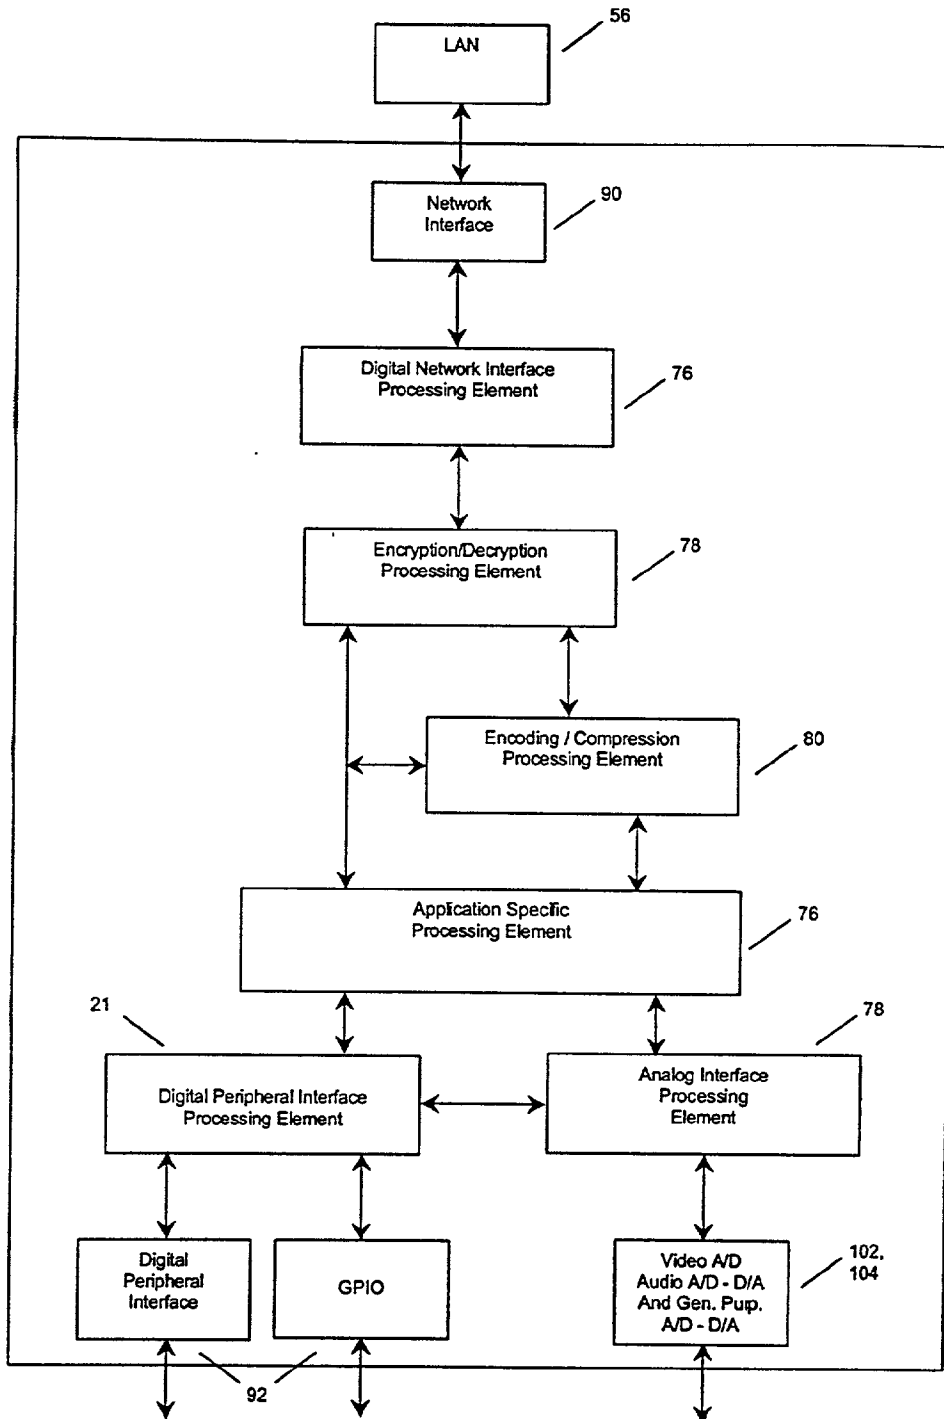 56
LAN
90
Network
Interface
76
Digital Network Interface
Processing Element
78
Encryption/Decryption
Processing Element
80
Encoding / Compression
Processing Element
76
Application Specific
Processing Element
21
78
Digital Peripheral Interface
Processing Element
Analog Interface
Processing
Element
Digital
Peripheral
Interface
GPIO
Video A/D
Audio A/D - D/A
And Gen. Purp.
A/D - D/A
102,
104
92